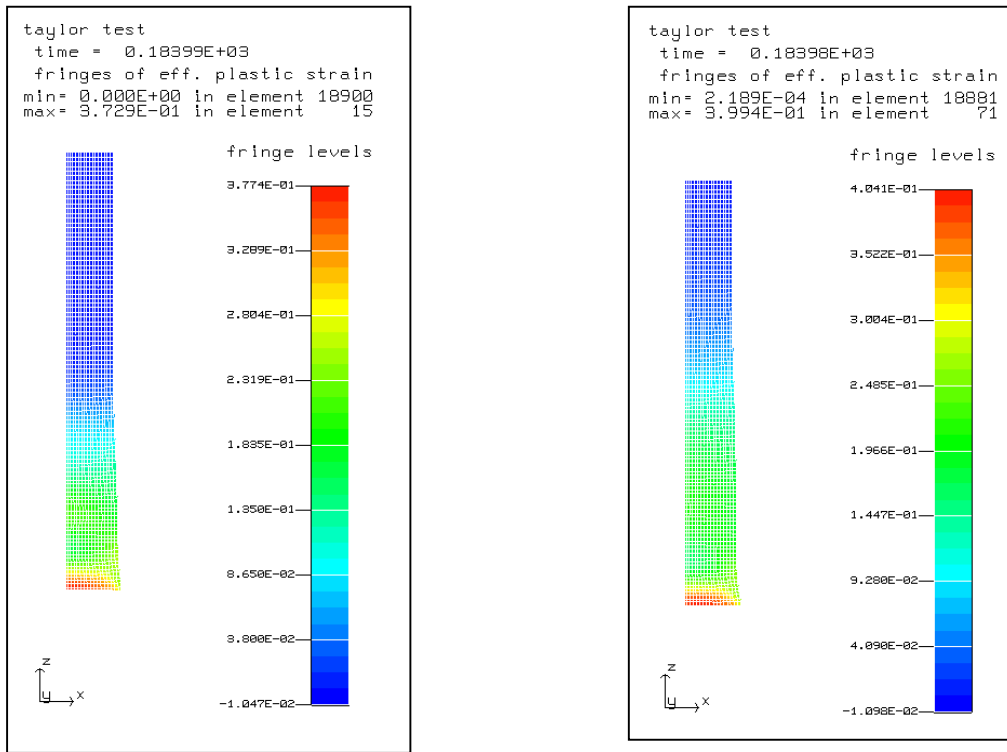 taylor test
time = 0.18399E+03
fringes of eff. plastic strain
min= 0.000E+00 in element 18900
max= 3.729E-01 in element 15
fringe levels
3.774E-01
3.289E-01
2.804E-01
2.319E-01
1.835E-01
1.350E-01
8.650E-02
3.800E-02
-1.047E-02
z
y
x
taylor test
time = 0.18398E+03
fringes of eff. plastic strain
min= 2.189E-04 in element 18881
max= 3.994E-01 in element 71
fringe levels
4.041E-01
3.522E-01
3.004E-01
2.485E-01
1.966E-01
1.447E-01
9.280E-02
4.090E-02
-1.098E-02
z
y
x